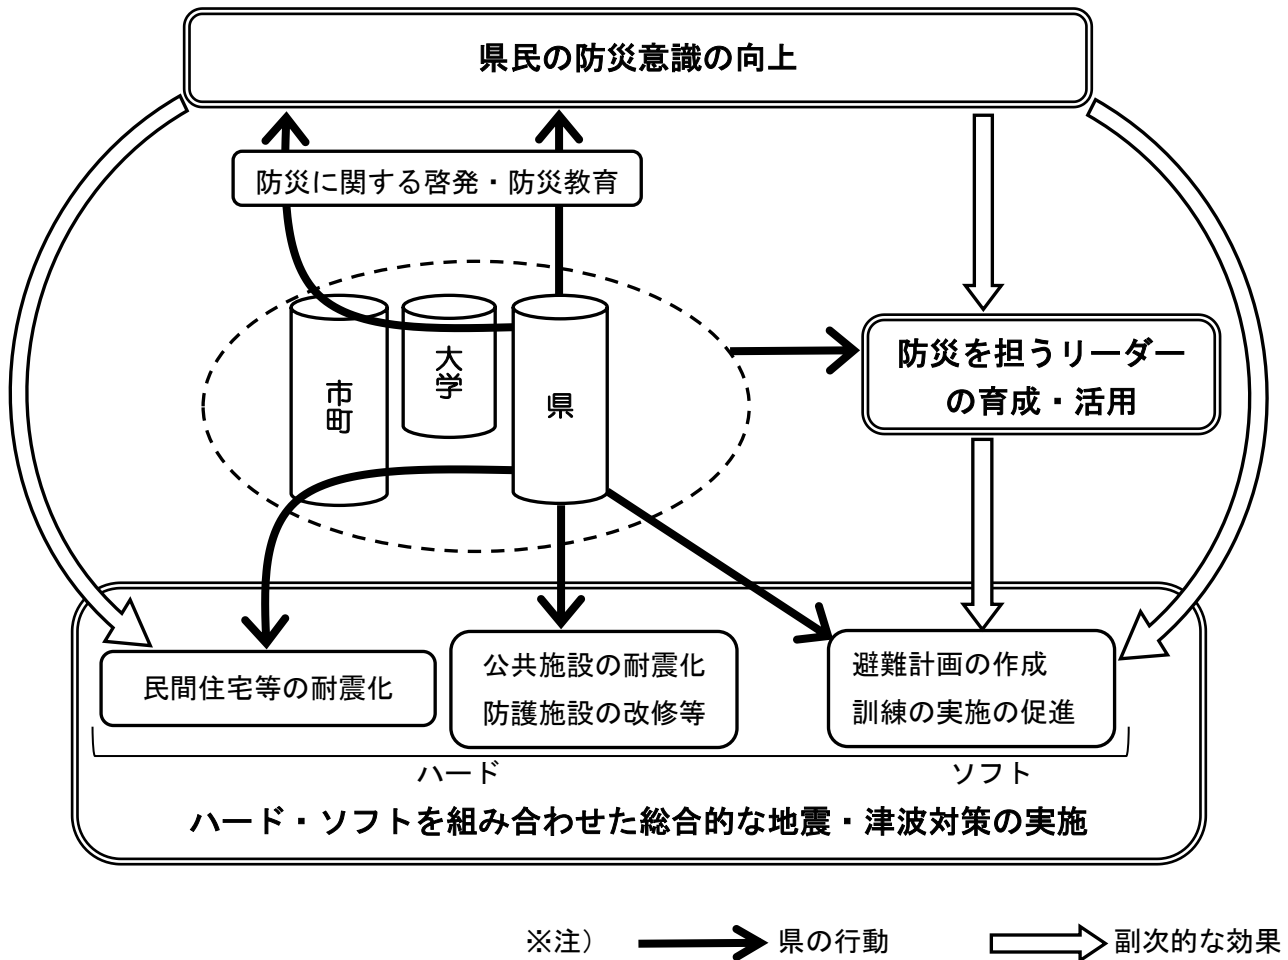 県民の防災意識の向上
防災に関する啓発・防災教育
市町
大学
県
防災を担うリーダー
の育成・活用
民間住宅等の耐震化
公共施設の耐震化
防護施設の改修等
避難計画の作成
訓練の実施の促進
ハード
ソフト
ハード・ソフトを組み合わせた総合的な地震・津波対策の実施
※注）
県の行動
副次的な効果